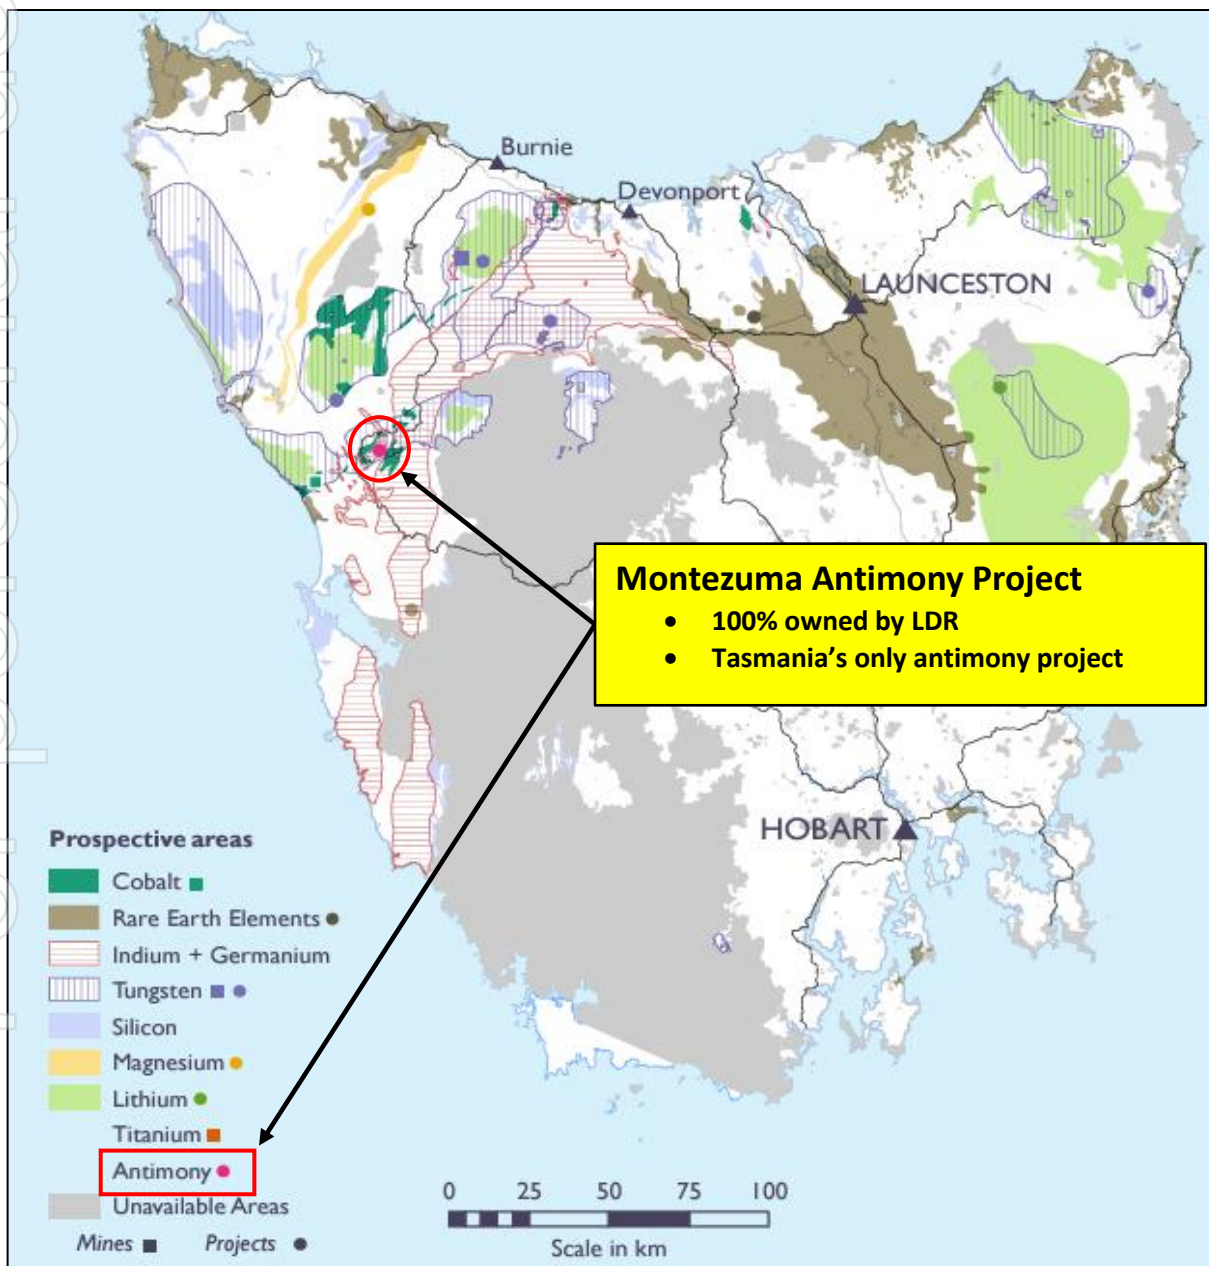 Burnie
Devonport
LAUNCESTON
Montezuma Antimony Project
• 100% owned by LDR
• Tasmania's only antimony project
HOBART
Prospective areas
Cobalt
Rare Earth Elements
Indium + Germanium
Tungsten
Silicon
Magnesium
Lithium
Titanium
Antimony
Unavailable Areas
Mines Projects
0 25 50 75 100
Scale in km